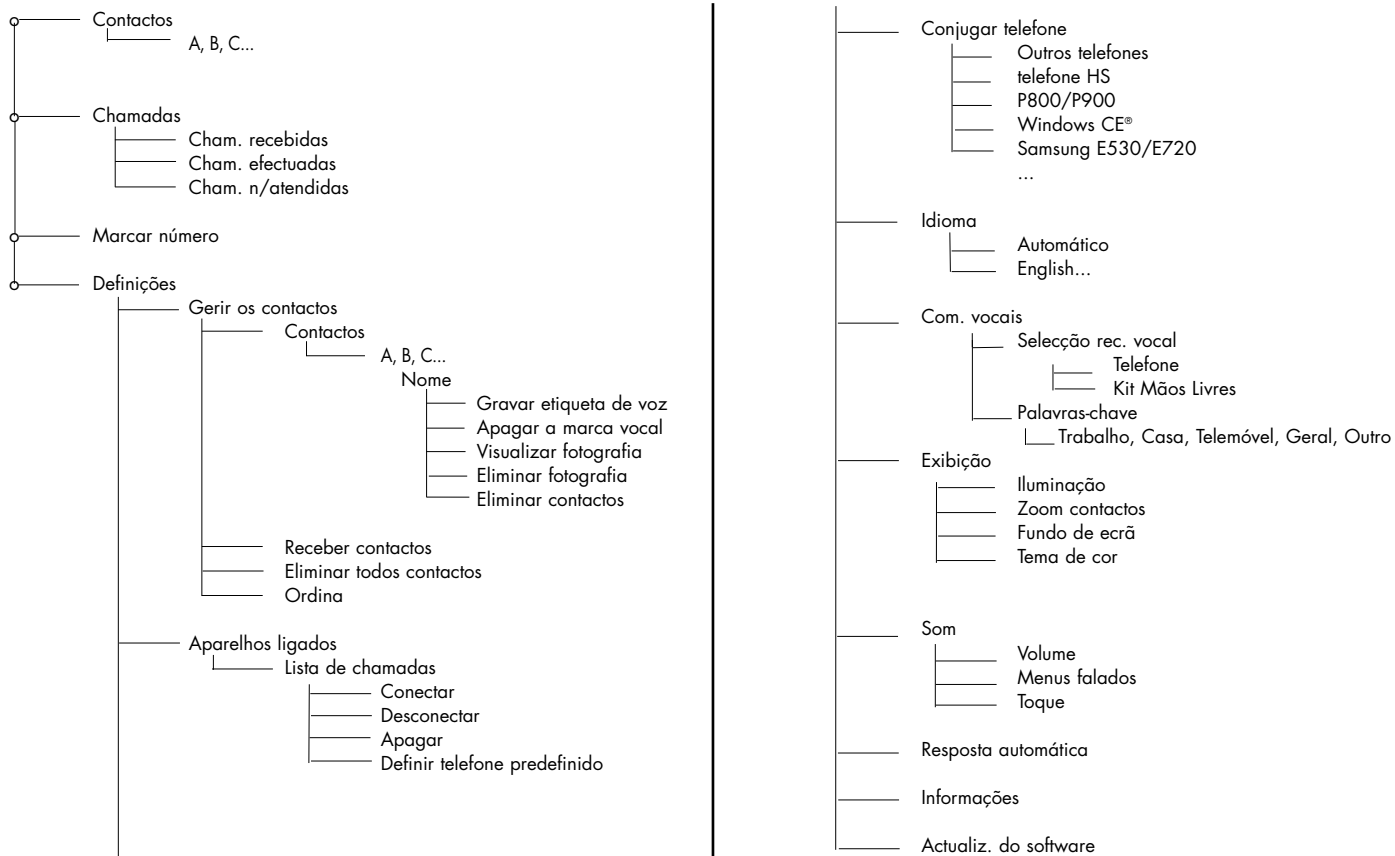 Contactos
A, B, C...
Chamadas
Cham. recebidas
Cham. efectuadas
Cham. n/atendidas
Marcar número
Definições
Gerir os contactos
Contactos
A, B, C...
Nome
Gravar etiqueta de voz
Apagar a marca vocal
Visualizar fotografia
Eliminar fotografia
Eliminar contactos
Receber contactos
Eliminar todos contactos
Ordina
Aparelhos ligados
Lista de chamadas
Conectar
Desconectar
Apagar
Definir telefone predefinido
Conjugar telefone
Outros telefones
telefone HS
P800/P900
Windows CE®
Samsung E530/E720
...
Idioma
Automático
English...
Com. vocais
Selecção rec. vocal
Telefone
Kit Mãos Livres
Palavras-chave
Trabalho, Casa, Telemóvel, Geral, Outro
Exibição
Iluminação
Zoom contactos
Fundo de ecrã
Tema de cor
Som
Volume
Menus falados
Toque
Resposta automática
Informações
Actualiz. do software